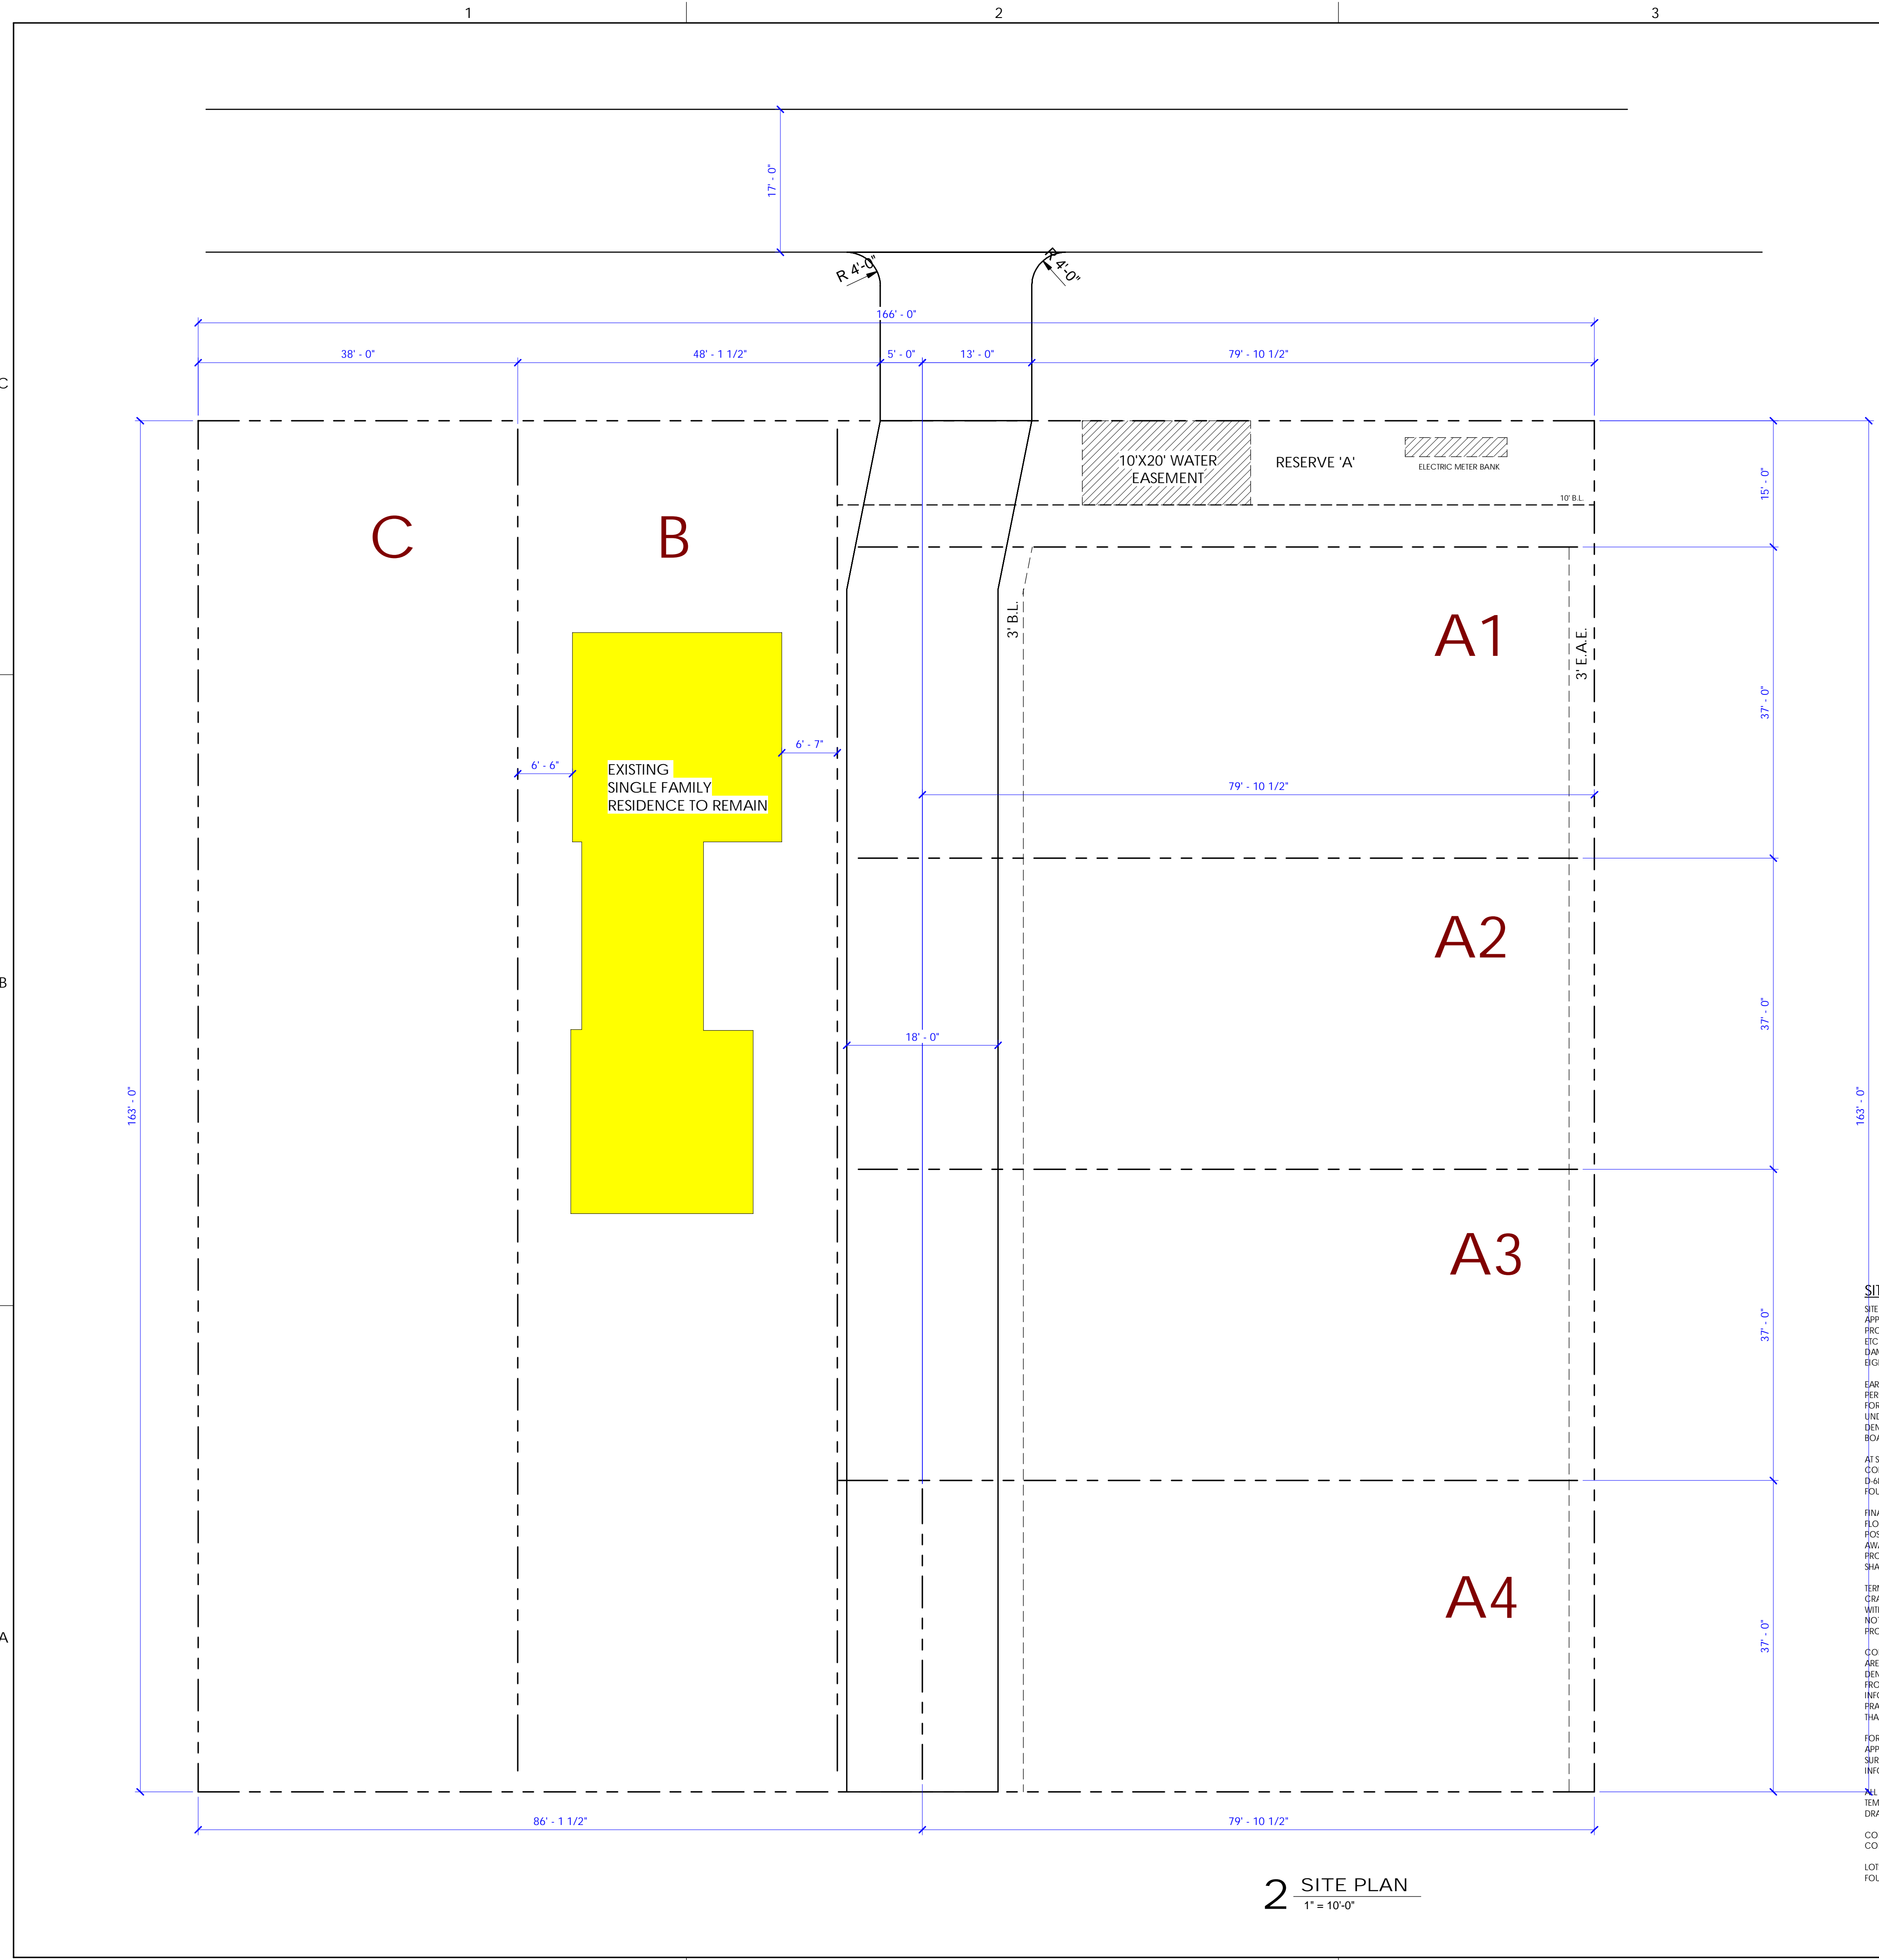 1 2 3
17' - 0"
R 4'-0" R 4'-0"
166' - 0"
38' - 0" 48' - 1 1/2" 5' - 0" 13' - 0" 79' - 10 1/2"
C
10'X20' WATER
EASEMENT
RESERVE 'A'
ELECTRIC METER BANK
10' B.L.
15' - 0"
C
B
3' B.L.
A1
3' E.A.E.
37' - 0"
6' - 7"
6' - 6"
EXISTING
SINGLE FAMILY
RESIDENCE TO REMAIN
79' - 10 1/2"
A2
B
37' - 0"
18' - 0"
163' - 0"
163' - 0"
A3
37' - 0"
A4
A
37' - 0"
86' - 1 1/2" 79' - 10 1/2"
2 SITE PLAN
1" = 10'-0"